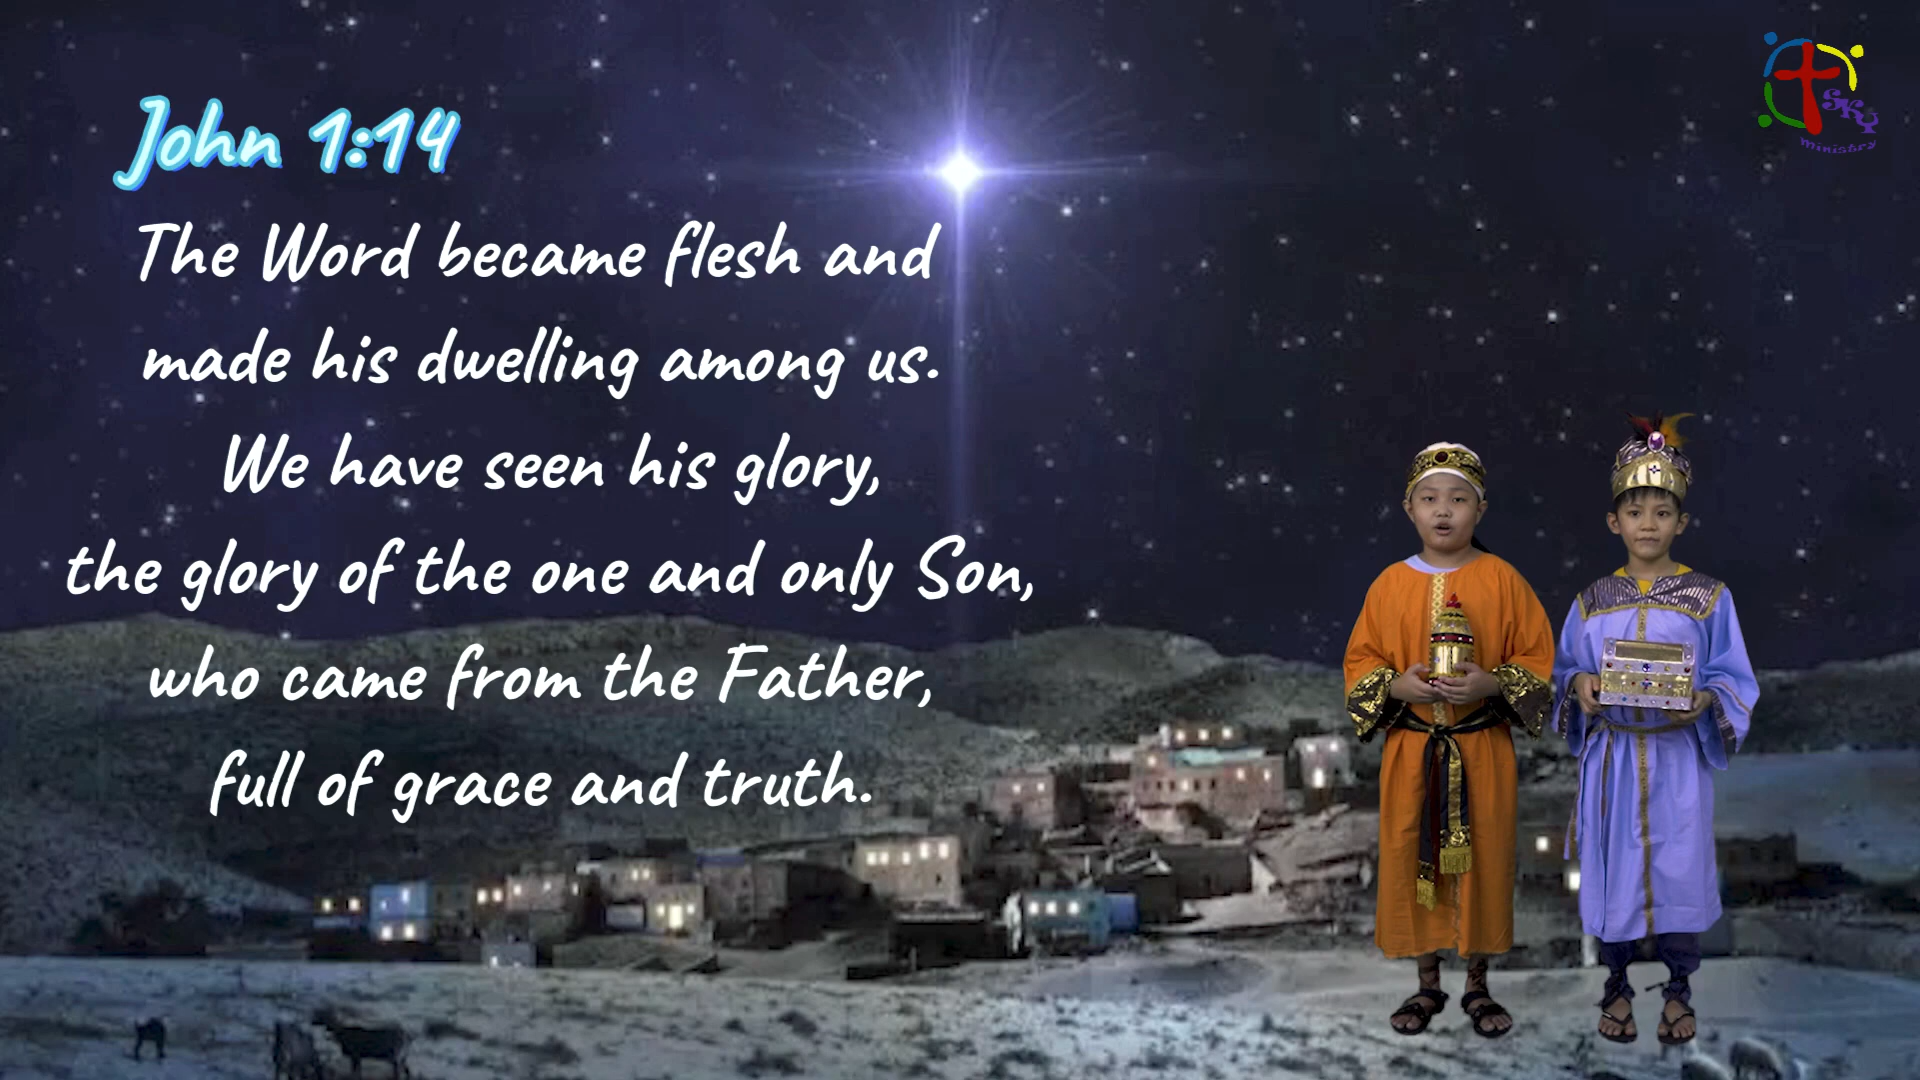 John 1:14
The Word became flesh and
made his dwelling among us.
We have seen his glory,
the glory of the one and only Son,
who came from the Father,
full of grace and truth.
SKY
Ministry